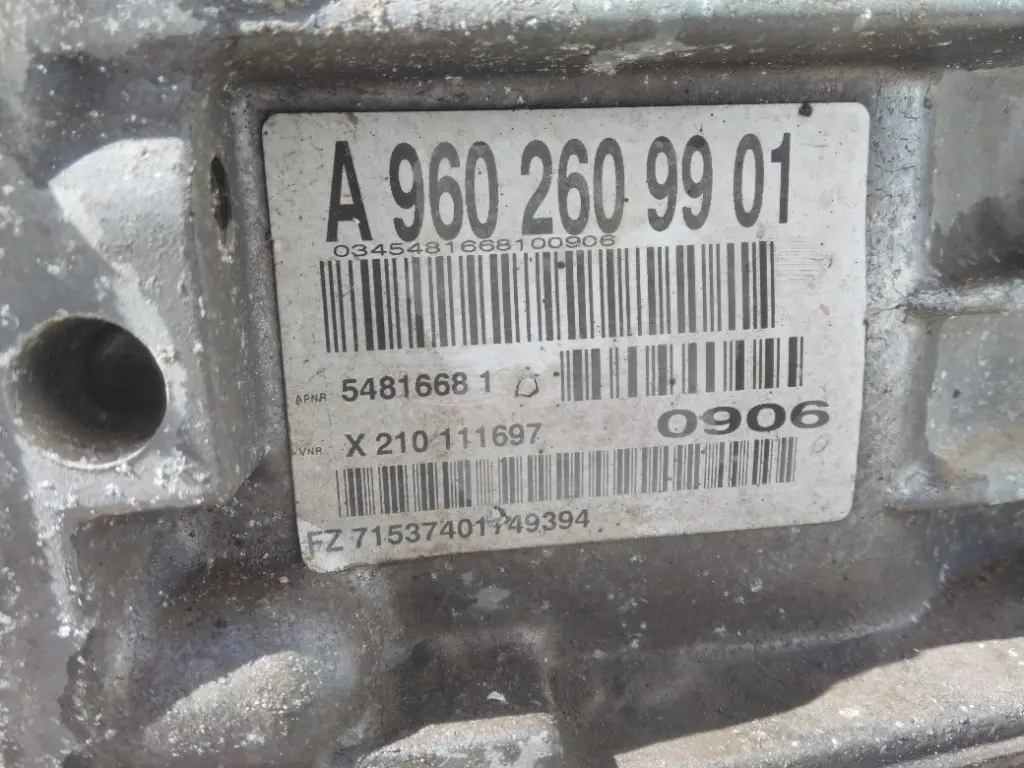 A 960 260 99 01
0345481668100906
APNR 5481668 1
0906
VNR. X 210 111697
FZ 71537401749394